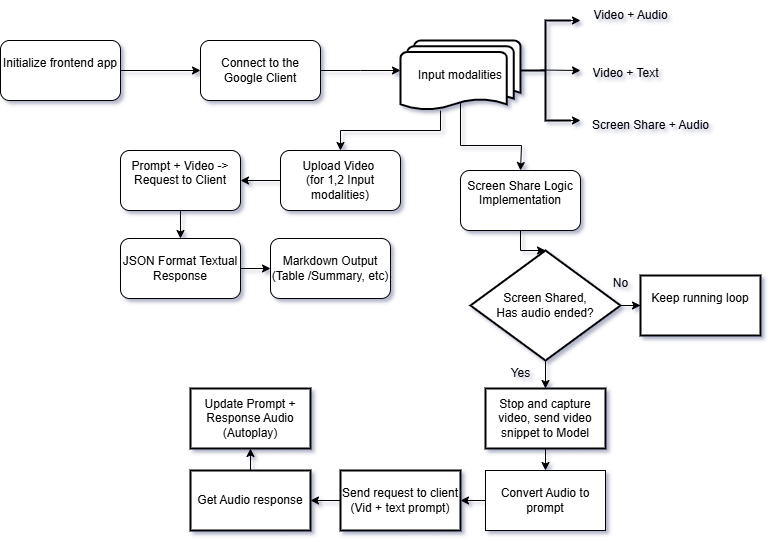 Video + Audio
Initialize frontend app
Connect to the
Google Client
Input modalities
Video + Text
Screen Share + Audio
Prompt + Video ->
Request to Client
Upload Video
(for 1,2 Input
modalities)
Screen Share Logic
Implementation
JSON Format Textual
Response
Markdown Output
(Table /Summary, etc)
Screen Shared,
Has audio ended?
No
Keep running loop
Yes
Update Prompt +
Response Audio
(Autoplay)
Stop and capture
video, send video
snippet to Model
Get Audio response
Send request to client
(Vid + text prompt)
Convert Audio to
prompt